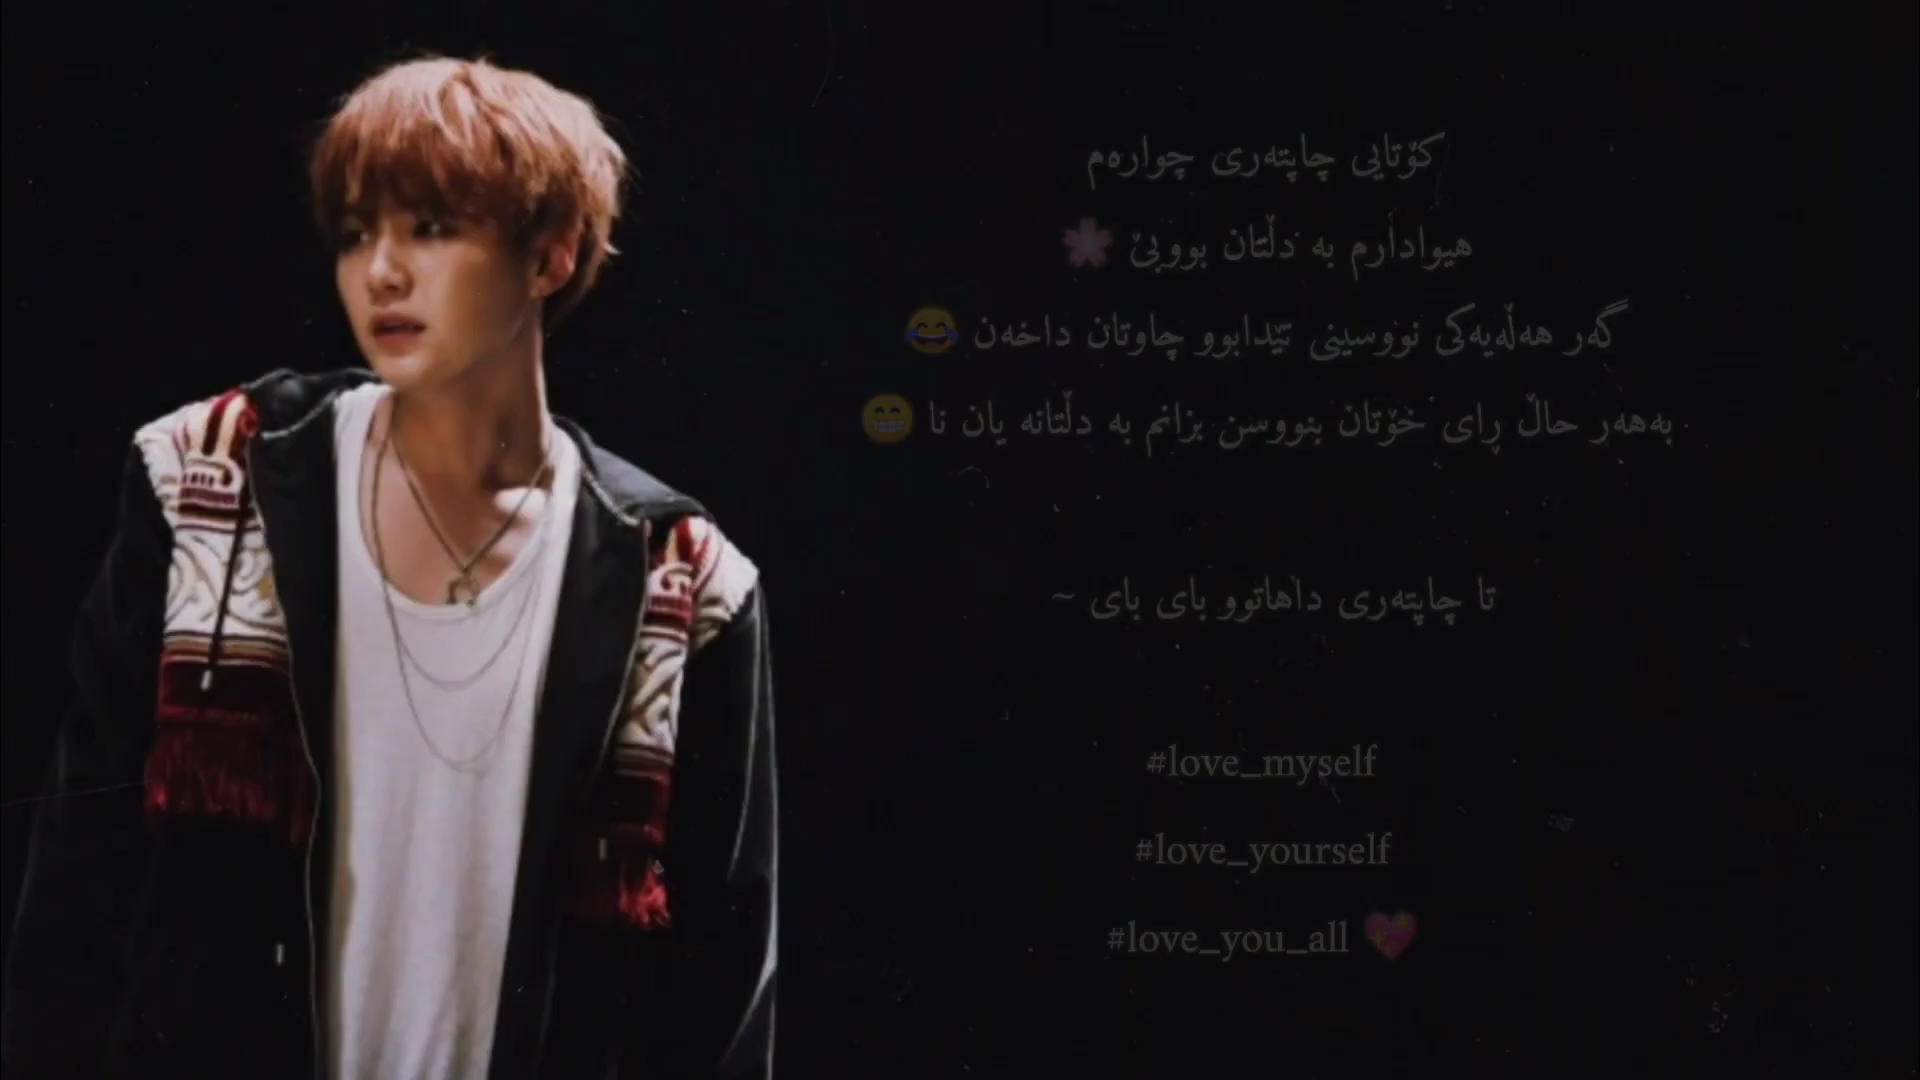 کۆتایی چاپتەری چوارەم
هیوادارم بە دڵتان بووبێ 🌸
گەر هەڵەیەکی نووسینی تێدابوو چاوتان داخەن 😂
بەهەر حاڵ ڕای خۆتان بنووسن بزانم بە دڵتانە یان نا 😁
تا چاپتەری داهاتوو بای بای ~
#love_myself
#love_yourself
#love_you_all 💖